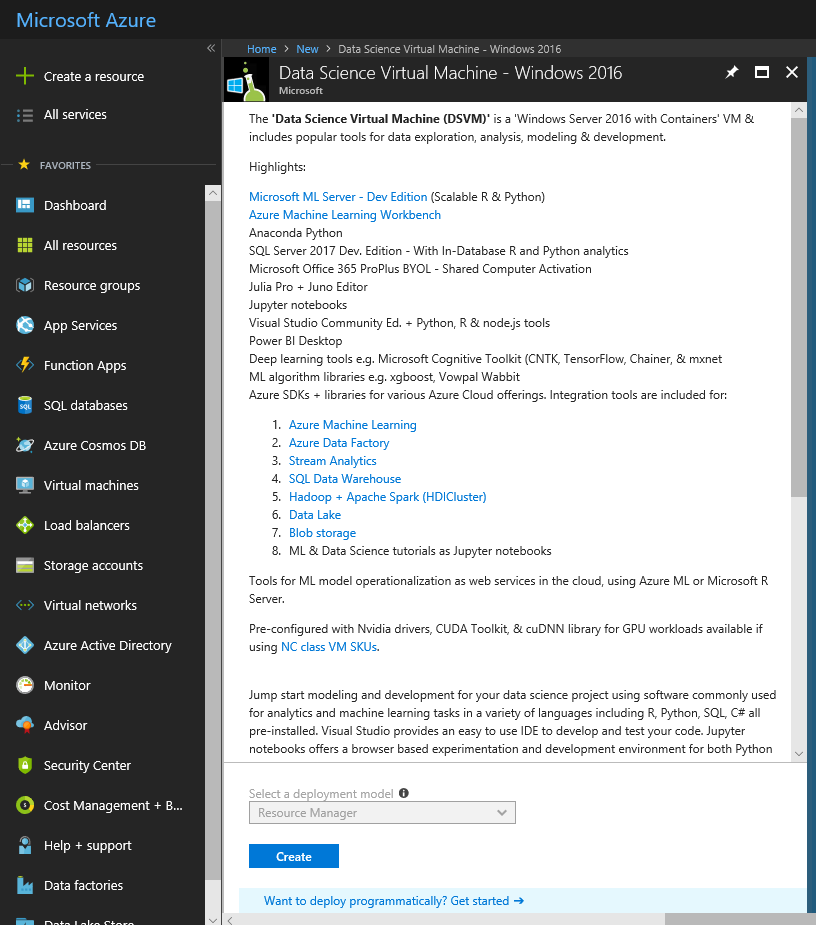 Microsoft Azure
Create a resource
All services
FAVORITES
Dashboard
All resources
Resource groups
App Services
Function Apps
SQL databases
Azure Cosmos DB
Virtual machines
Load balancers
Storage accounts
Virtual networks
Azure Active Directory
Monitor
Advisor
Security Center
Cost Management + B...
Help + support
Data factories
Data Lake Store
Home > New > Data Science Virtual Machine - Windows 2016
Data Science Virtual Machine - Windows 2016
Microsoft
The 'Data Science Virtual Machine (DSVM)' is a 'Windows Server 2016 with Containers' VM &
includes popular tools for data exploration, analysis, modeling & development.
Highlights:
Microsoft ML Server - Dev Edition (Scalable R & Python)
Azure Machine Learning Workbench
Anaconda Python
SQL Server 2017 Dev. Edition - With In-Database R and Python analytics
Microsoft Office 365 ProPlus BYOL - Shared Computer Activation
Julia Pro + Juno Editor
Jupyter notebooks
Visual Studio Community Ed. + Python, R & node.js tools
Power BI Desktop
Deep learning tools e.g. Microsoft Cognitive Toolkit (CNTK, TensorFlow, Chainer, & mxnet
ML algorithm libraries e.g. xgboost, Vowpal Wabbit
Azure SDKs + libraries for various Azure Cloud offerings. Integration tools are included for:
1. Azure Machine Learning
2. Azure Data Factory
3. Stream Analytics
4. SQL Data Warehouse
5. Hadoop + Apache Spark (HDICluster)
6. Data Lake
7. Blob storage
8. ML & Data Science tutorials as Jupyter notebooks
Tools for ML model operationalization as web services in the cloud, using Azure ML or Microsoft R
Server.
Pre-configured with Nvidia drivers, CUDA Toolkit, & cuDNN library for GPU workloads available if
using NC class VM SKUs.
Jump start modeling and development for your data science project using software commonly used
for analytics and machine learning tasks in a variety of languages including R, Python, SQL, C# all
pre-installed. Visual Studio provides an easy to use IDE to develop and test your code. Jupyter
notebooks offers a browser based experimentation and development environment for both Python
Select a deployment model
Resource Manager
Create
Want to deploy programmatically? Get started →